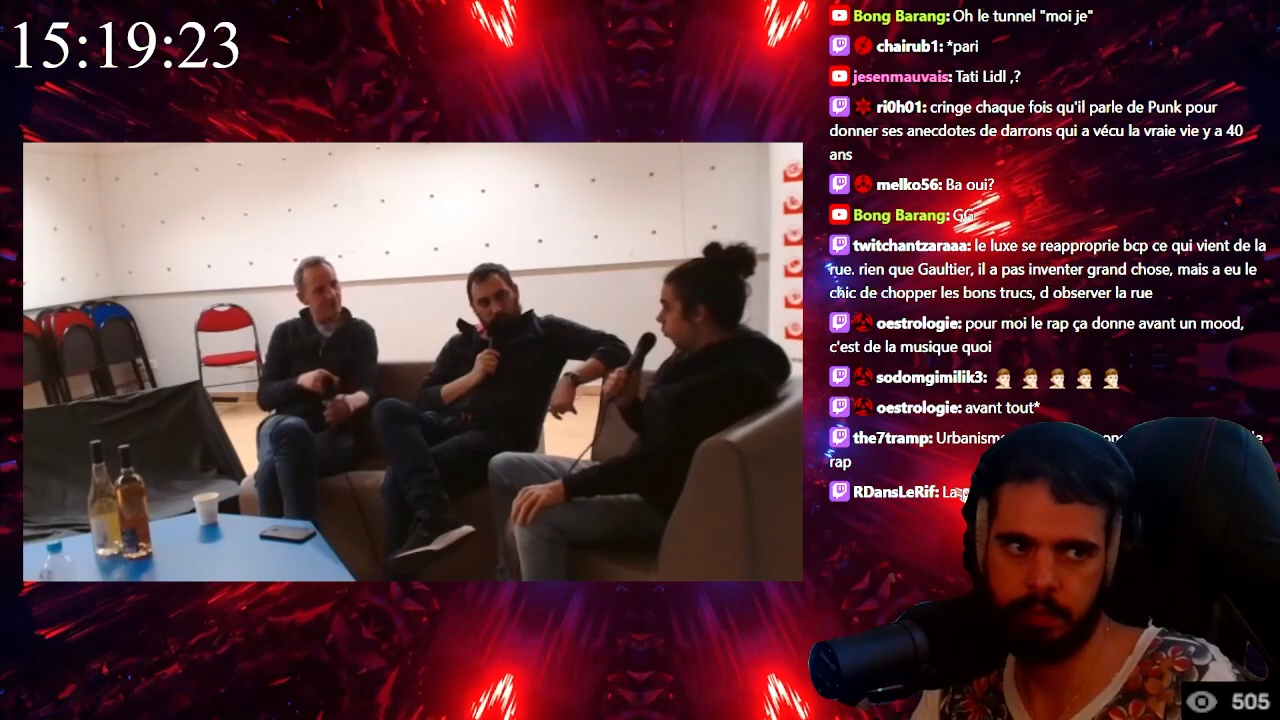 15:19:23
Bong Barang: Oh le tunnel "moi je"
chairub1: *pari
jesenmauvais: Tati Lidl ,?
ri0h01: cringe chaque fois qu'il parle de Punk pour
donner ses anecdotes de darrons qui a vécu la vraie vie y a 40
ans
melko56: Ba oui?
Bong Barang: GG
twitchantzaraaa: le luxe se reapproprie bcp ce qui vient de la
rue. rien que Gaultier, il a pas inventer grand chose, mais a eu le
chic de chopper les bons trucs, d observer la rue
oestrologie: pour moi le rap ça donne avant un mood,
c'est de la musique quoi
sodomgimilik3:
oestrologie: avant tout*
the7tramp:
rap
RDansLeRif: La
505